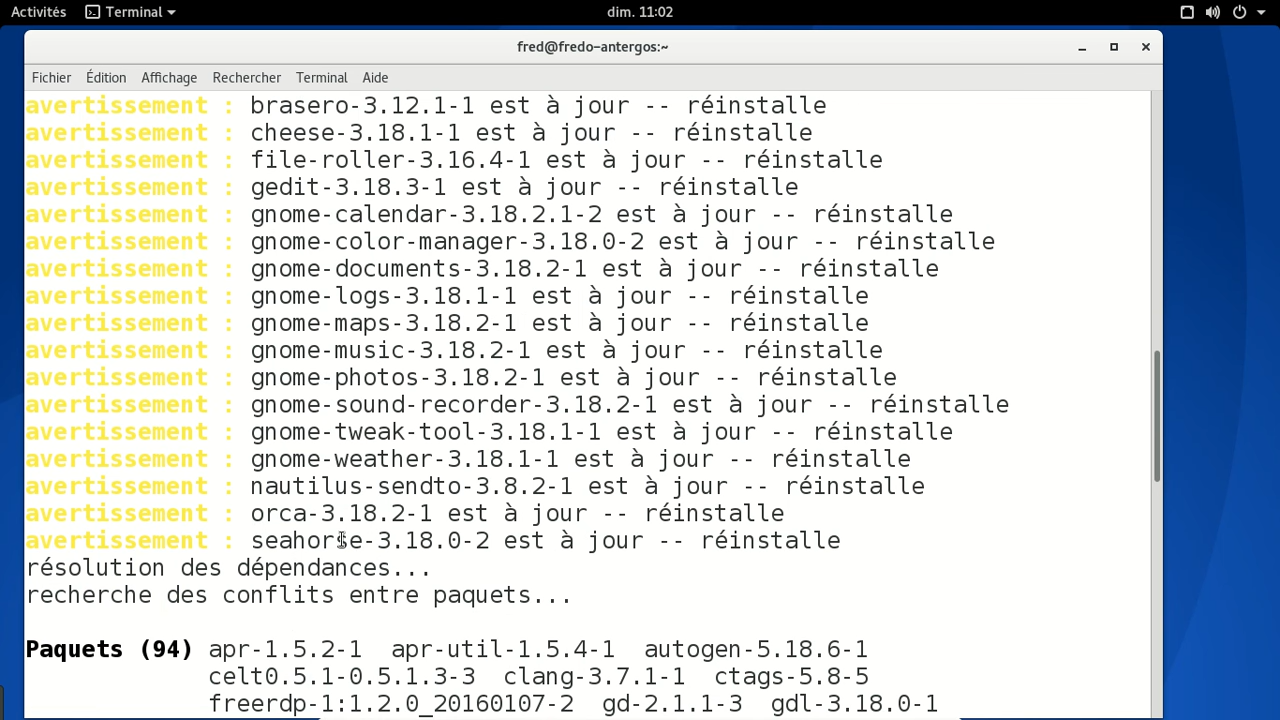 Activités Terminal dim. 11:02
fred@fredo-antergos:~
Fichier Édition Affichage Rechercher Terminal Aide
avertissement : brasero-3.12.1-1 est à jour -- réinstalle
avertissement : cheese-3.18.1-1 est à jour -- réinstalle
avertissement : file-roller-3.16.4-1 est à jour -- réinstalle
avertissement : gedit-3.18.3-1 est à jour -- réinstalle
avertissement : gnome-calendar-3.18.2.1-2 est à jour -- réinstalle
avertissement : gnome-color-manager-3.18.0-2 est à jour -- réinstalle
avertissement : gnome-documents-3.18.2-1 est à jour -- réinstalle
avertissement : gnome-logs-3.18.1-1 est à jour -- réinstalle
avertissement : gnome-maps-3.18.2-1 est à jour -- réinstalle
avertissement : gnome-music-3.18.2-1 est à jour -- réinstalle
avertissement : gnome-photos-3.18.2-1 est à jour -- réinstalle
avertissement : gnome-sound-recorder-3.18.2-1 est à jour -- réinstalle
avertissement : gnome-tweak-tool-3.18.1-1 est à jour -- réinstalle
avertissement : gnome-weather-3.18.1-1 est à jour -- réinstalle
avertissement : nautilus-sendto-3.8.2-1 est à jour -- réinstalle
avertissement : orca-3.18.2-1 est à jour -- réinstalle
avertissement : seahorse-3.18.0-2 est à jour -- réinstalle
résolution des dépendances...
recherche des conflits entre paquets...
Paquets (94) apr-1.5.2-1 apr-util-1.5.4-1 autogen-5.18.6-1
celt0.5.1-0.5.1.3-3 clang-3.7.1-1 ctags-5.8-5
freerdp-1:1.2.0_20160107-2 gd-2.1.1-3 gdl-3.18.0-1